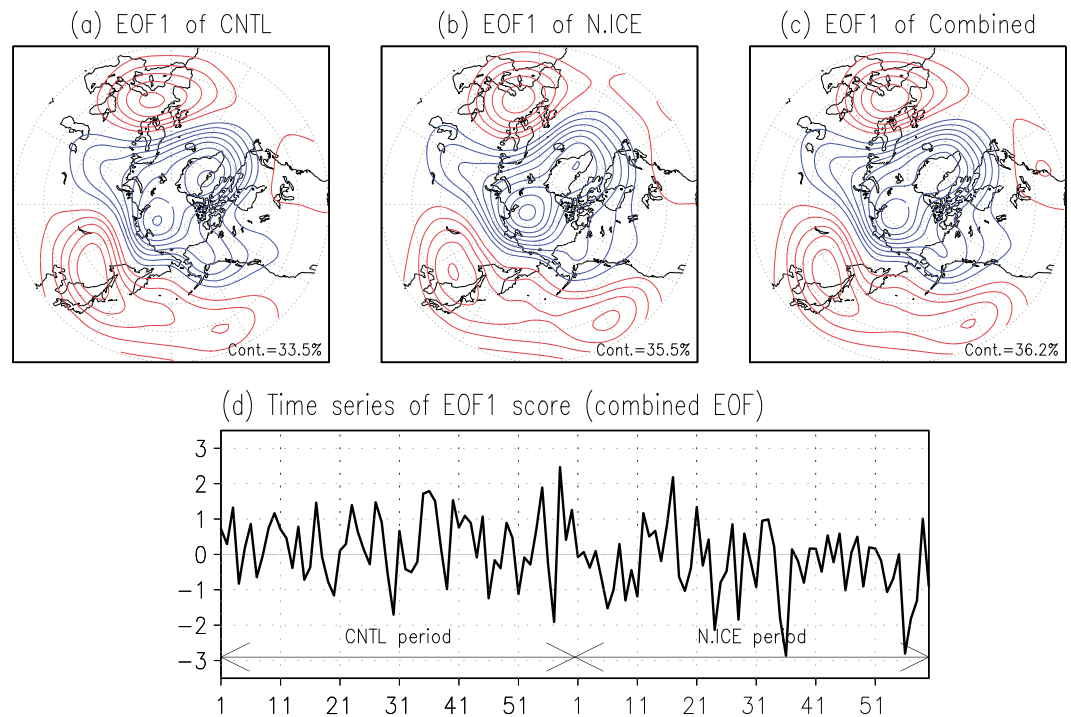 (a) EOF1 of CNTL
(b) EOF1 of N.ICE
(c) EOF1 of Combined
Cont.=33.5%
Cont.=35.5%
Cont.=36.2%
(d) Time series of EOF1 score (combined EOF)
3
2
1
0
−1
−2
−3
CNTL period
N.ICE period
1 11 21 31 41 51 1 11 21 31 41 51